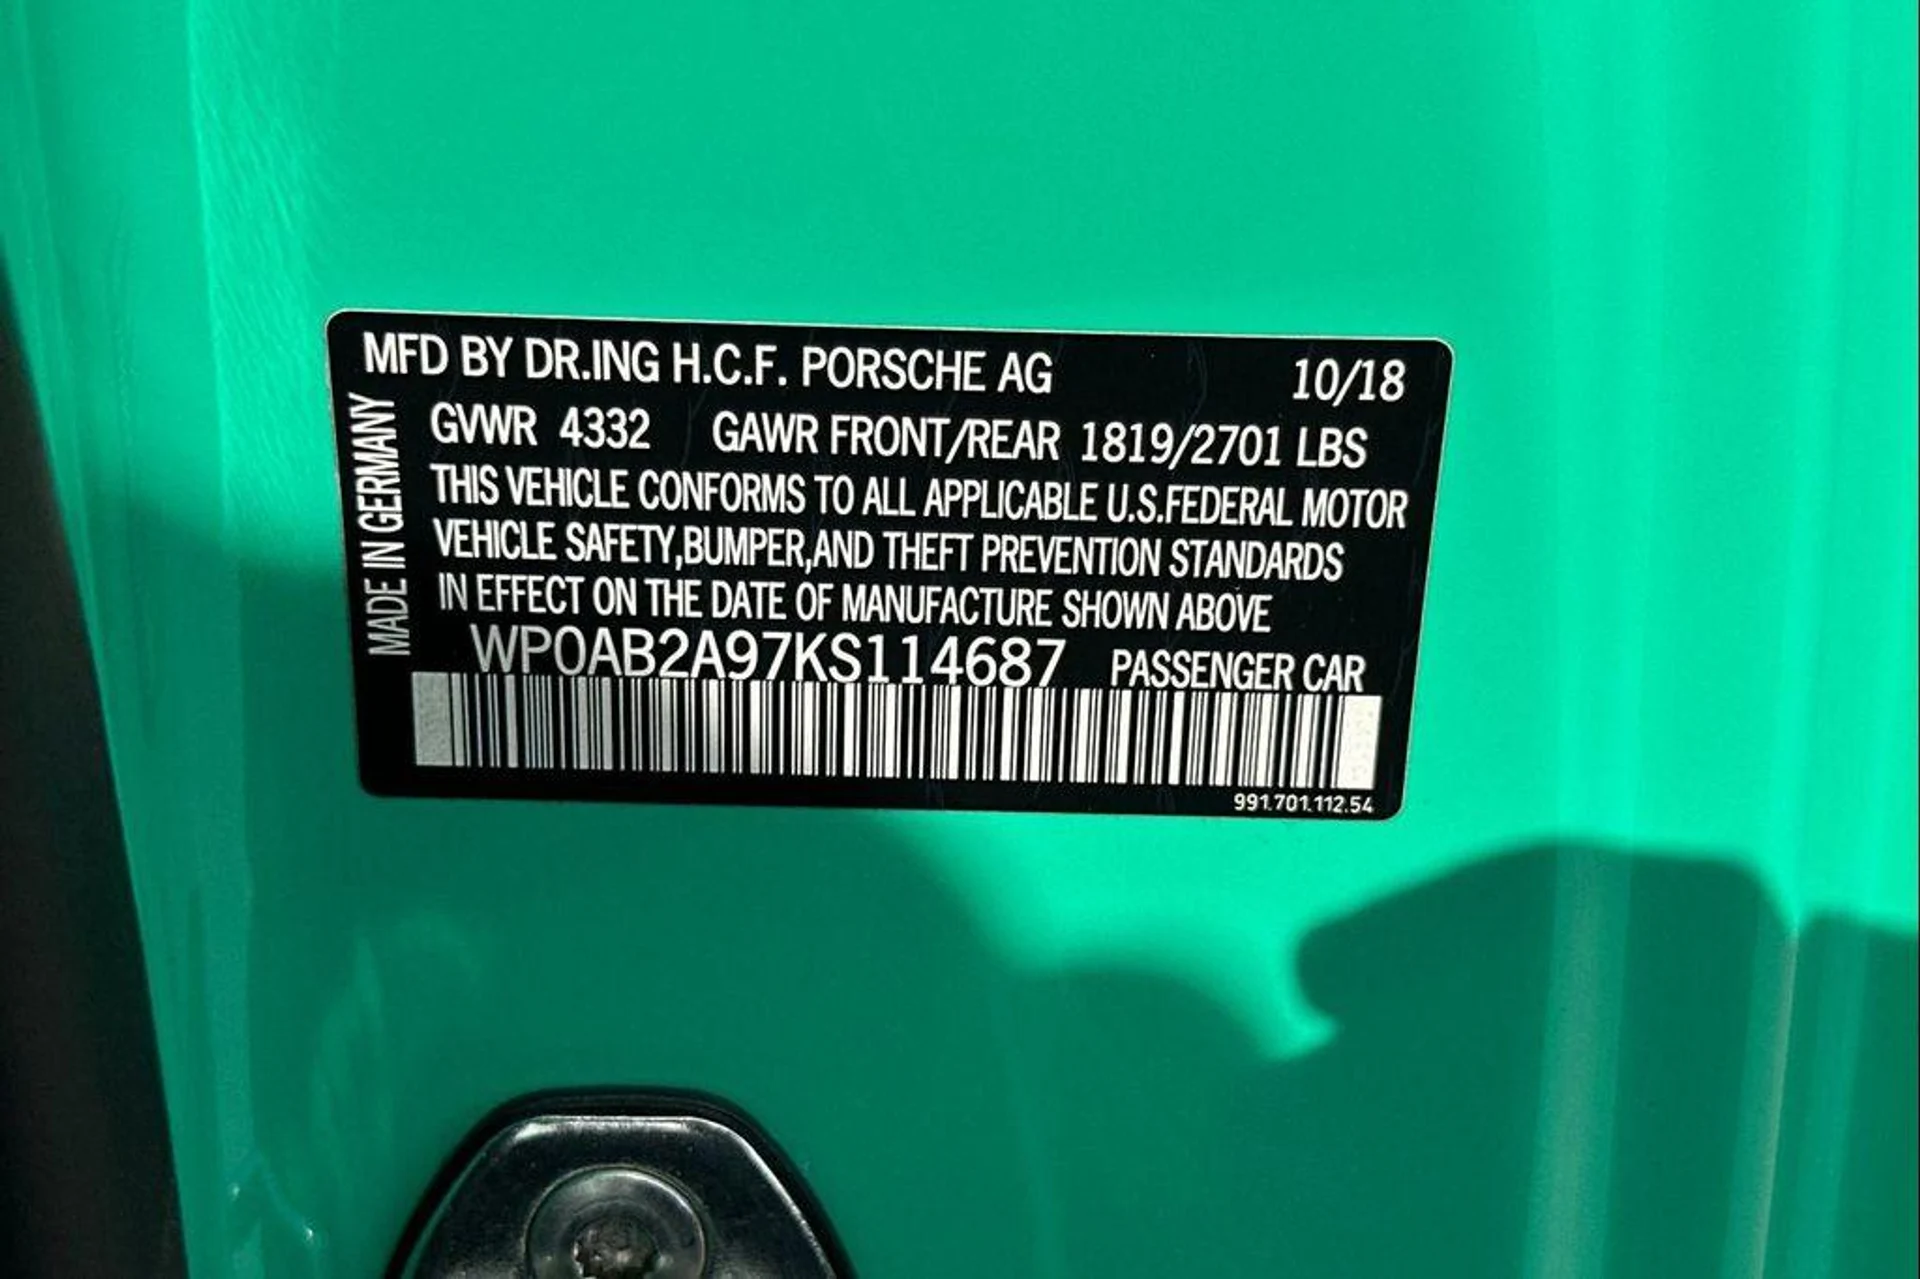 MFD BY DR.ING H.C.F. PORSCHE AG 10/18
GVWR 4332 GAWR FRONT/REAR 1819/2701 LBS
THIS VEHICLE CONFORMS TO ALL APPLICABLE U.S.FEDERAL MOTOR
VEHICLE SAFETY,BUMPER,AND THEFT PREVENTION STANDARDS
IN EFFECT ON THE DATE OF MANUFACTURE SHOWN ABOVE
WP0AB2A97KS114687 PASSENGER CAR
991.701.112.54
MADE IN GERMANY